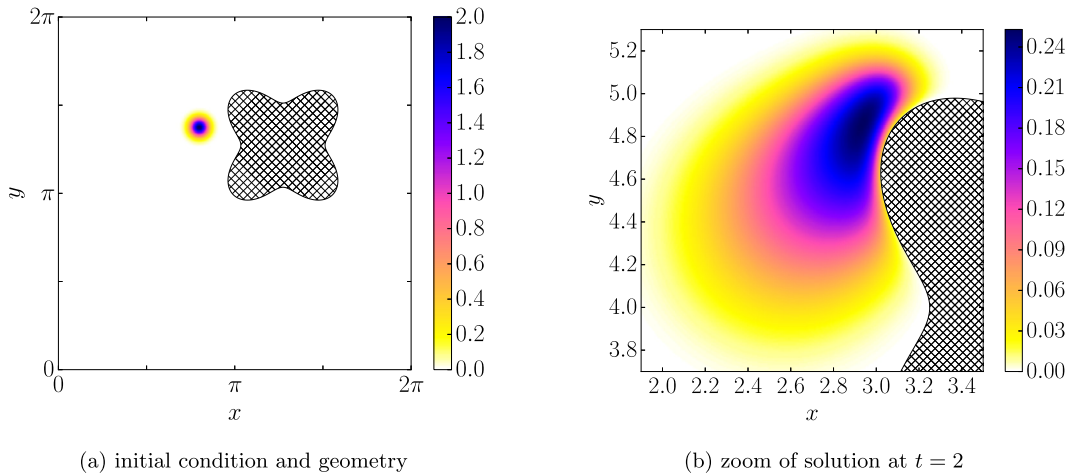 2π
π
0
y
0
π
2π
x
2.0
1.8
1.6
1.4
1.2
1.0
0.8
0.6
0.4
0.2
0.0
(a) initial condition and geometry
5.2
5.0
4.8
4.6
4.4
4.2
4.0
3.8
y
2.0 2.2 2.4 2.6 2.8 3.0 3.2 3.4
x
0.24
0.21
0.18
0.15
0.12
0.09
0.06
0.03
0.00
(b) zoom of solution at t = 2